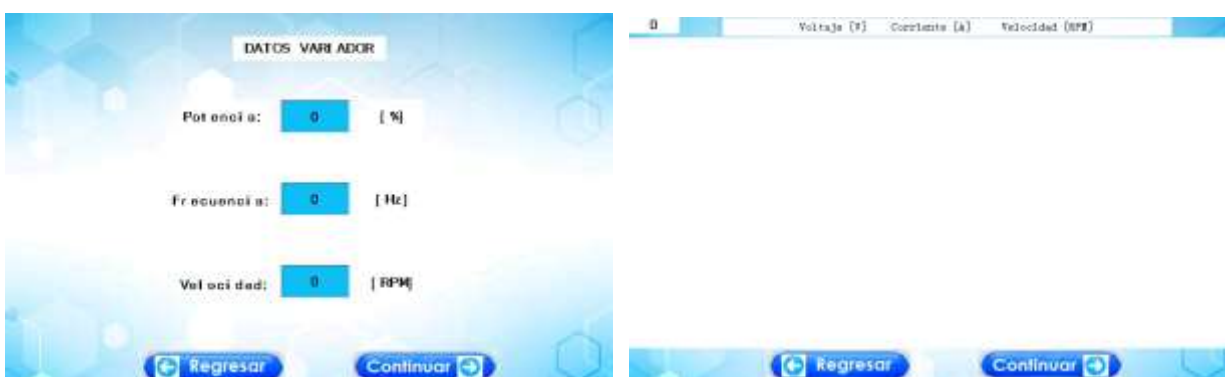 DATOS VARIADOR
Potencia: 0 [ %]
Frecuencia: 0 [ Hz]
Velocidad: 0 [ RPM]
Regresar Continuar
0 Voltaje [V] Corriente [A] Velocidad [RPM]
Regresar Continuar